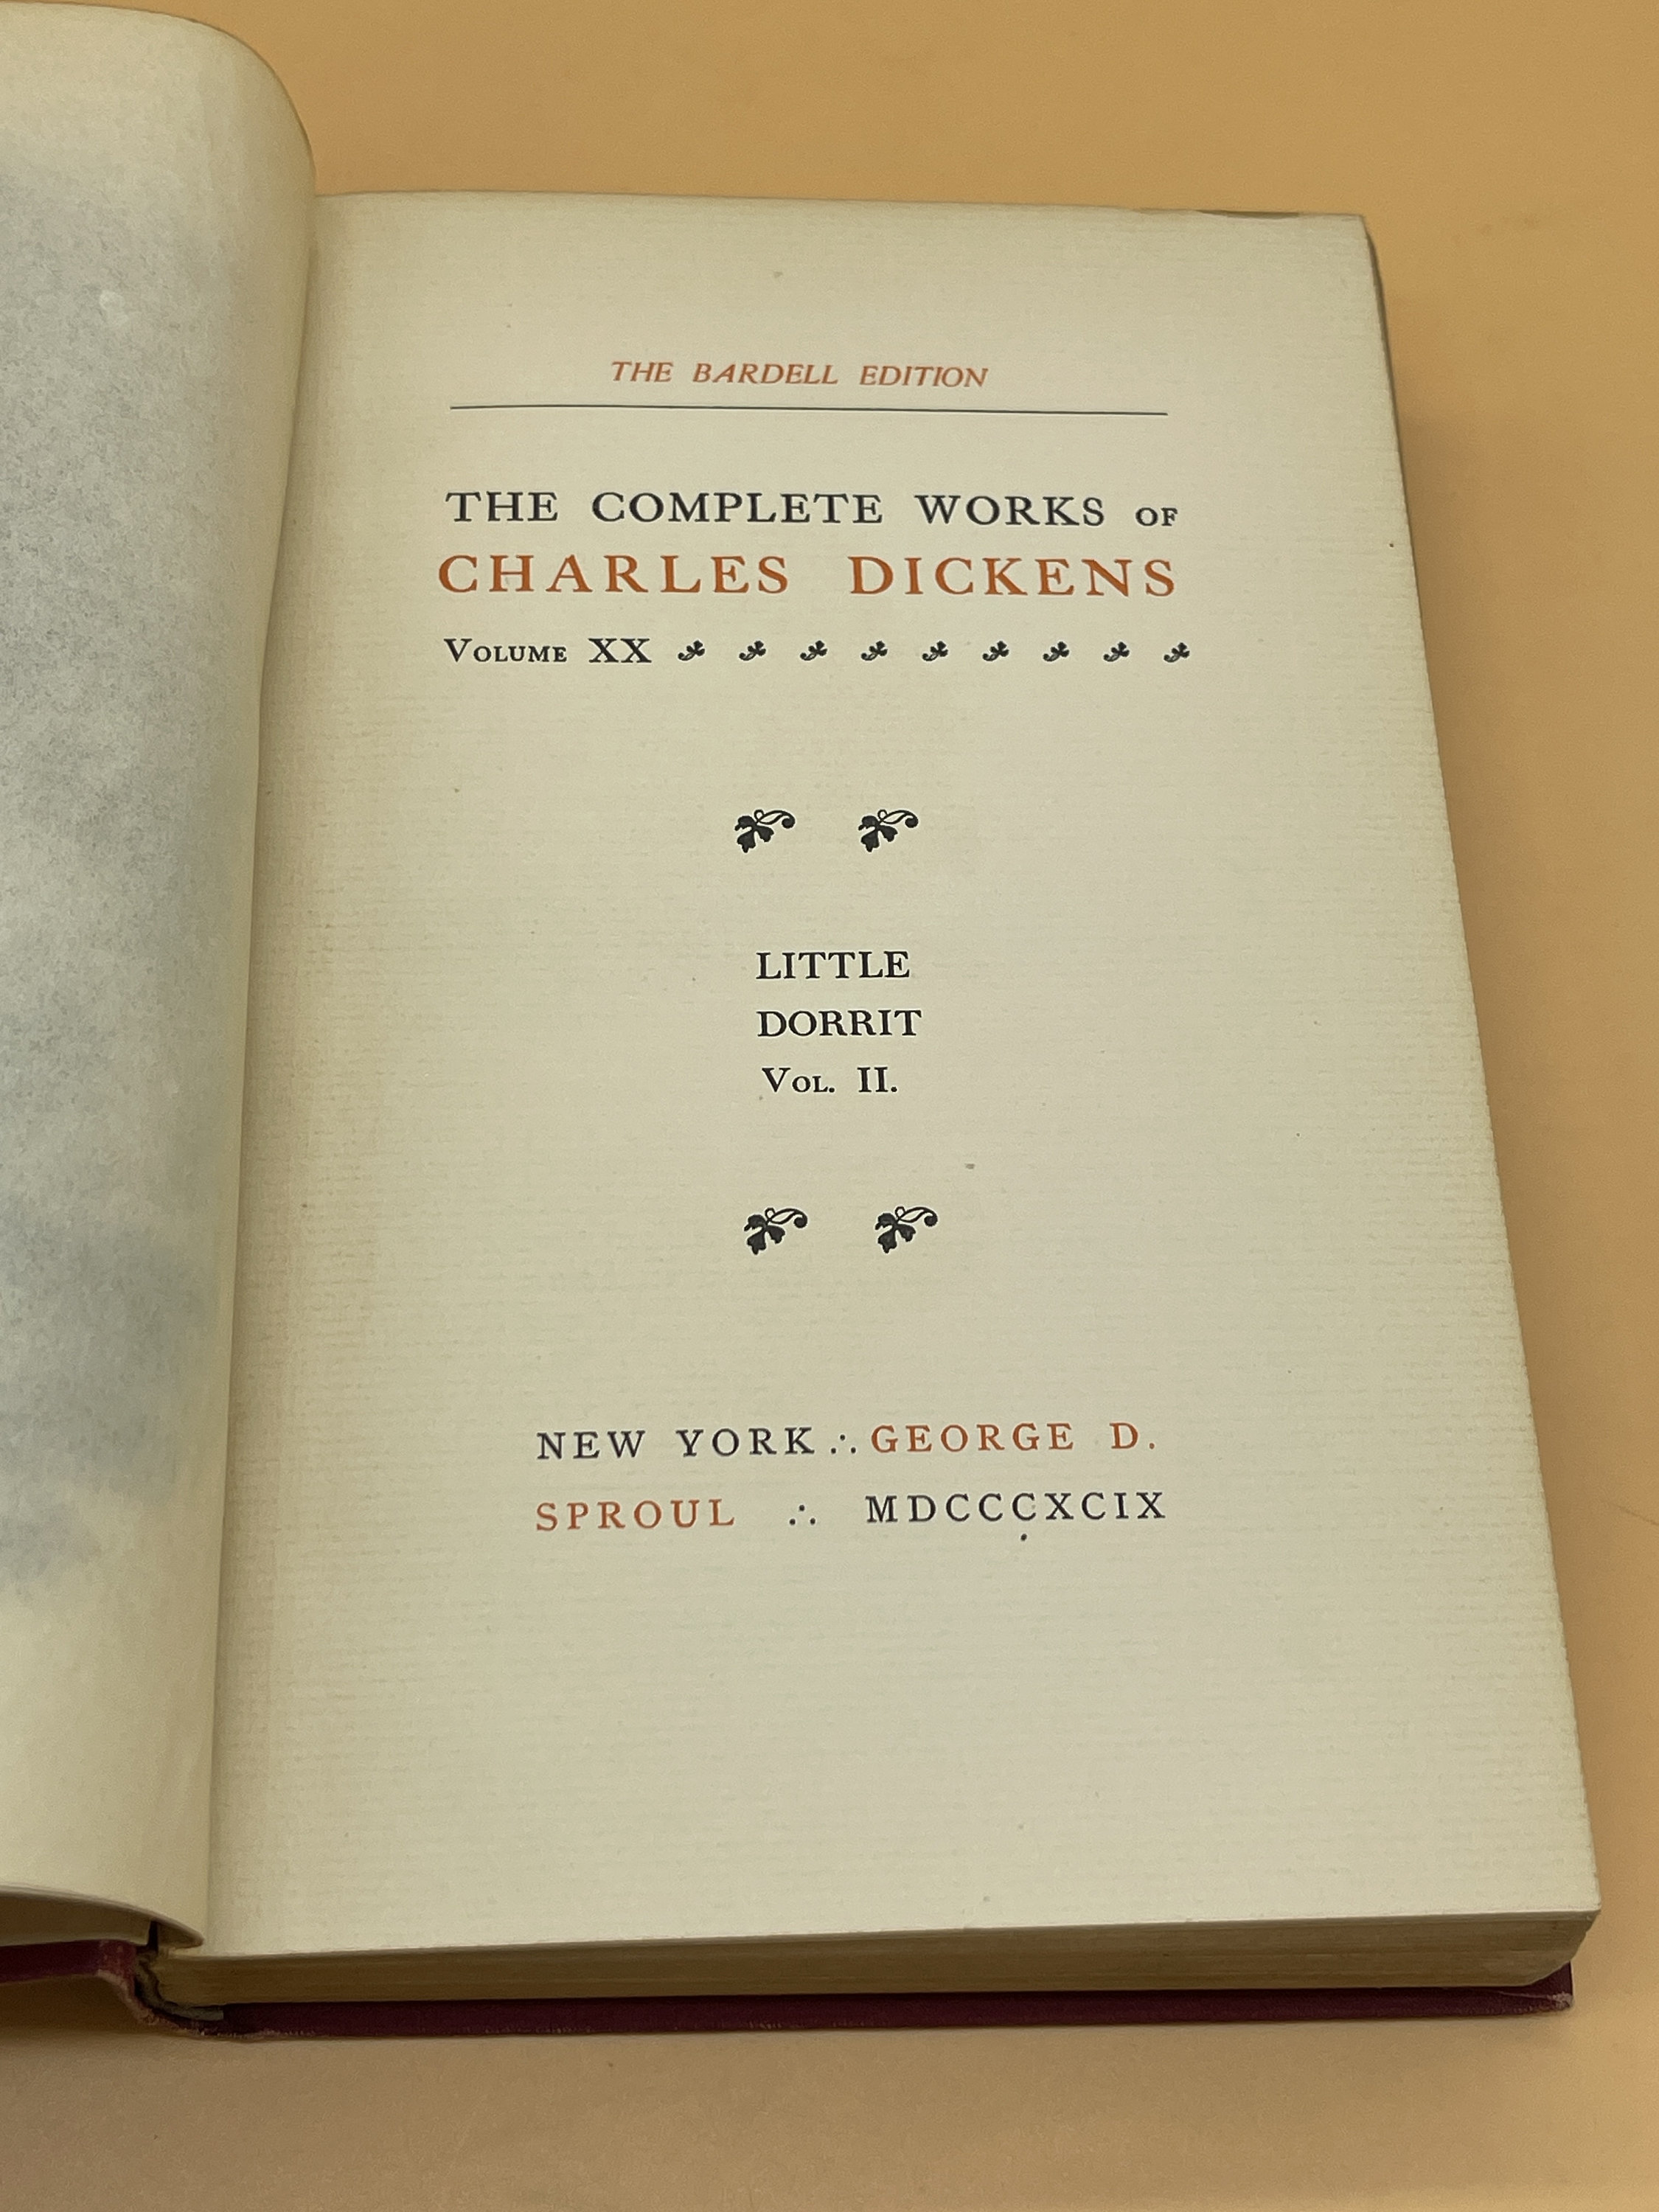 THE BARDELL EDITION
THE COMPLETE WORKS OF
CHARLES DICKENS
VOLUME XX
LITTLE
DORRIT
VOL. II.
NEW YORK ∴ GEORGE D.
SPROUL ∴ MDCCCXCIX